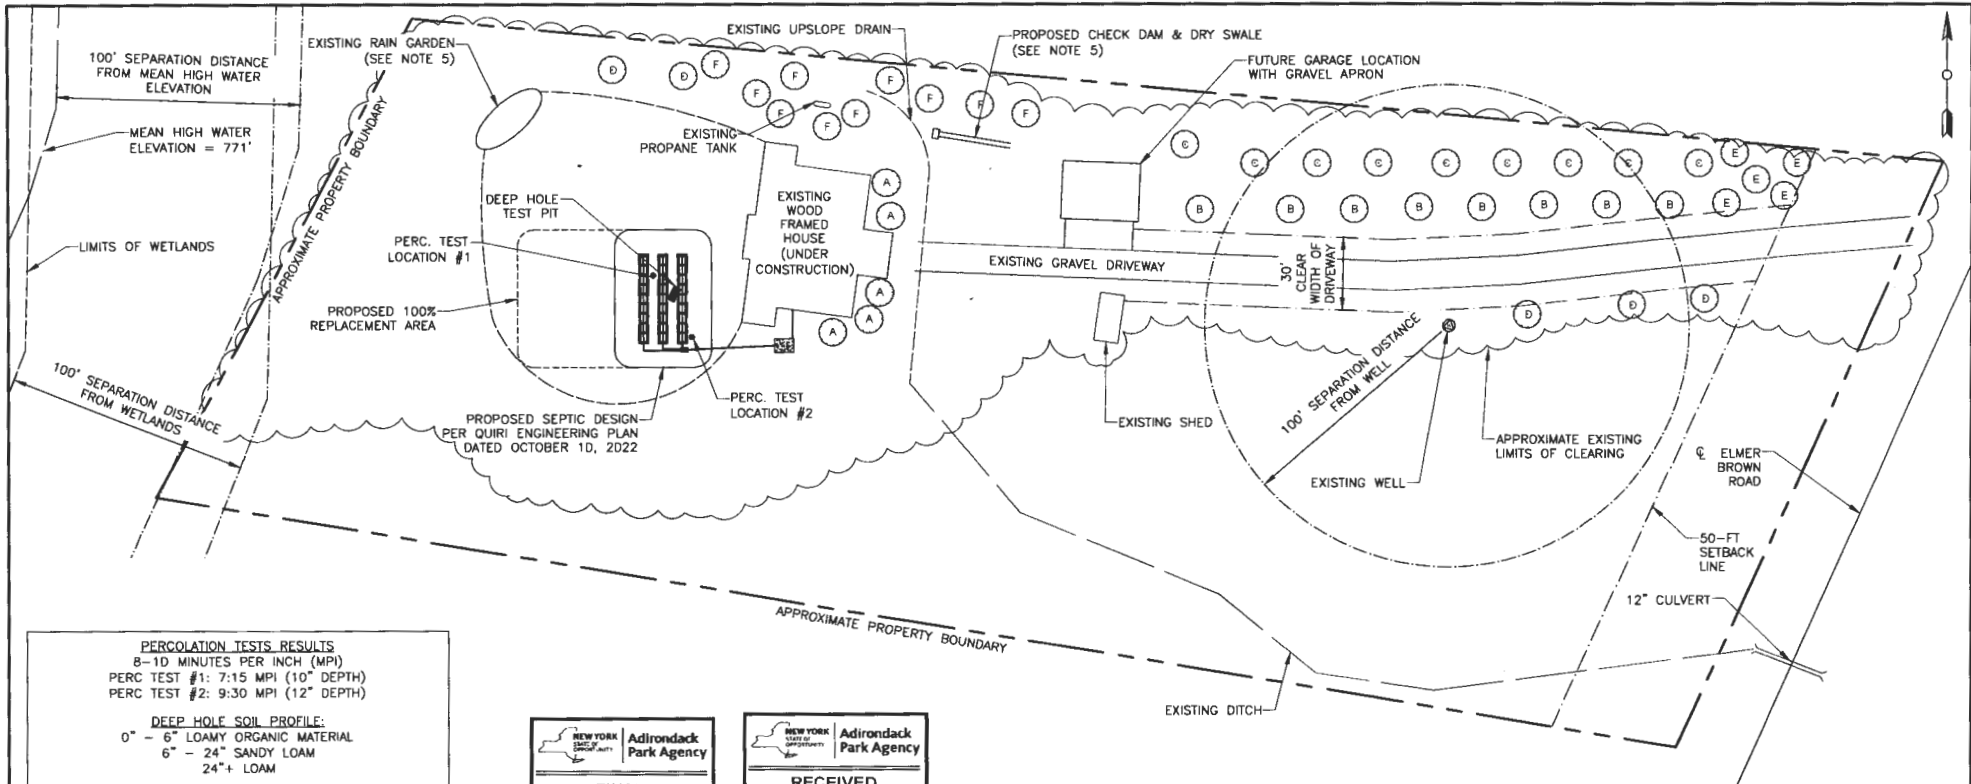 100' SEPARATION DISTANCE
FROM MEAN HIGH WATER
ELEVATION
MEAN HIGH WATER
ELEVATION = 771'
LIMITS OF WETLANDS
100' SEPARATION DISTANCE
FROM WETLANDS
APPROXIMATE PROPERTY BOUNDARY
EXISTING RAIN GARDEN
(SEE NOTE 5)
EXISTING UPSLOPE DRAIN
PROPOSED CHECK DAM & DRY SWALE
(SEE NOTE 5)
FUTURE GARAGE LOCATION
WITH GRAVEL APRON
D
D
F
F
F
F
F
F
F
F
F
F
EXISTING
PROPANE TANK
DEEP HOLE
TEST PIT
PERC. TEST
LOCATION #1
PROPOSED 100%
REPLACEMENT AREA
EXISTING
WOOD
FRAMED
HOUSE
(UNDER
CONSTRUCTION)
A
A
A
A
A
PERC. TEST
LOCATION #2
PROPOSED SEPTIC DESIGN
PER QUIRI ENGINEERING PLAN
DATED OCTOBER 10, 2022
EXISTING GRAVEL DRIVEWAY
30'
CLEAR
WIDTH OF
DRIVEWAY
C
C
C
C
C
C
C
C
C
E
E
E
E
E
B
B
B
B
B
B
B
B
D
D
D
EXISTING SHED
100' SEPARATION DISTANCE
FROM WELL
EXISTING WELL
APPROXIMATE EXISTING
LIMITS OF CLEARING
℄ ELMER
BROWN
ROAD
50-FT
SETBACK
LINE
12" CULVERT
EXISTING DITCH
APPROXIMATE PROPERTY BOUNDARY
PERCOLATION TESTS RESULTS
8-10 MINUTES PER INCH (MPI)
PERC TEST #1: 7:15 MPI (10" DEPTH)
PERC TEST #2: 9:30 MPI (12" DEPTH)
DEEP HOLE SOIL PROFILE:
0" - 6" LOAMY ORGANIC MATERIAL
6" - 24" SANDY LOAM
24"+ LOAM
NEW YORK
STATE OF
OPPORTUNITY
Adirondack
Park Agency
NEW YORK
STATE OF
OPPORTUNITY
Adirondack
Park Agency
RECEIVED